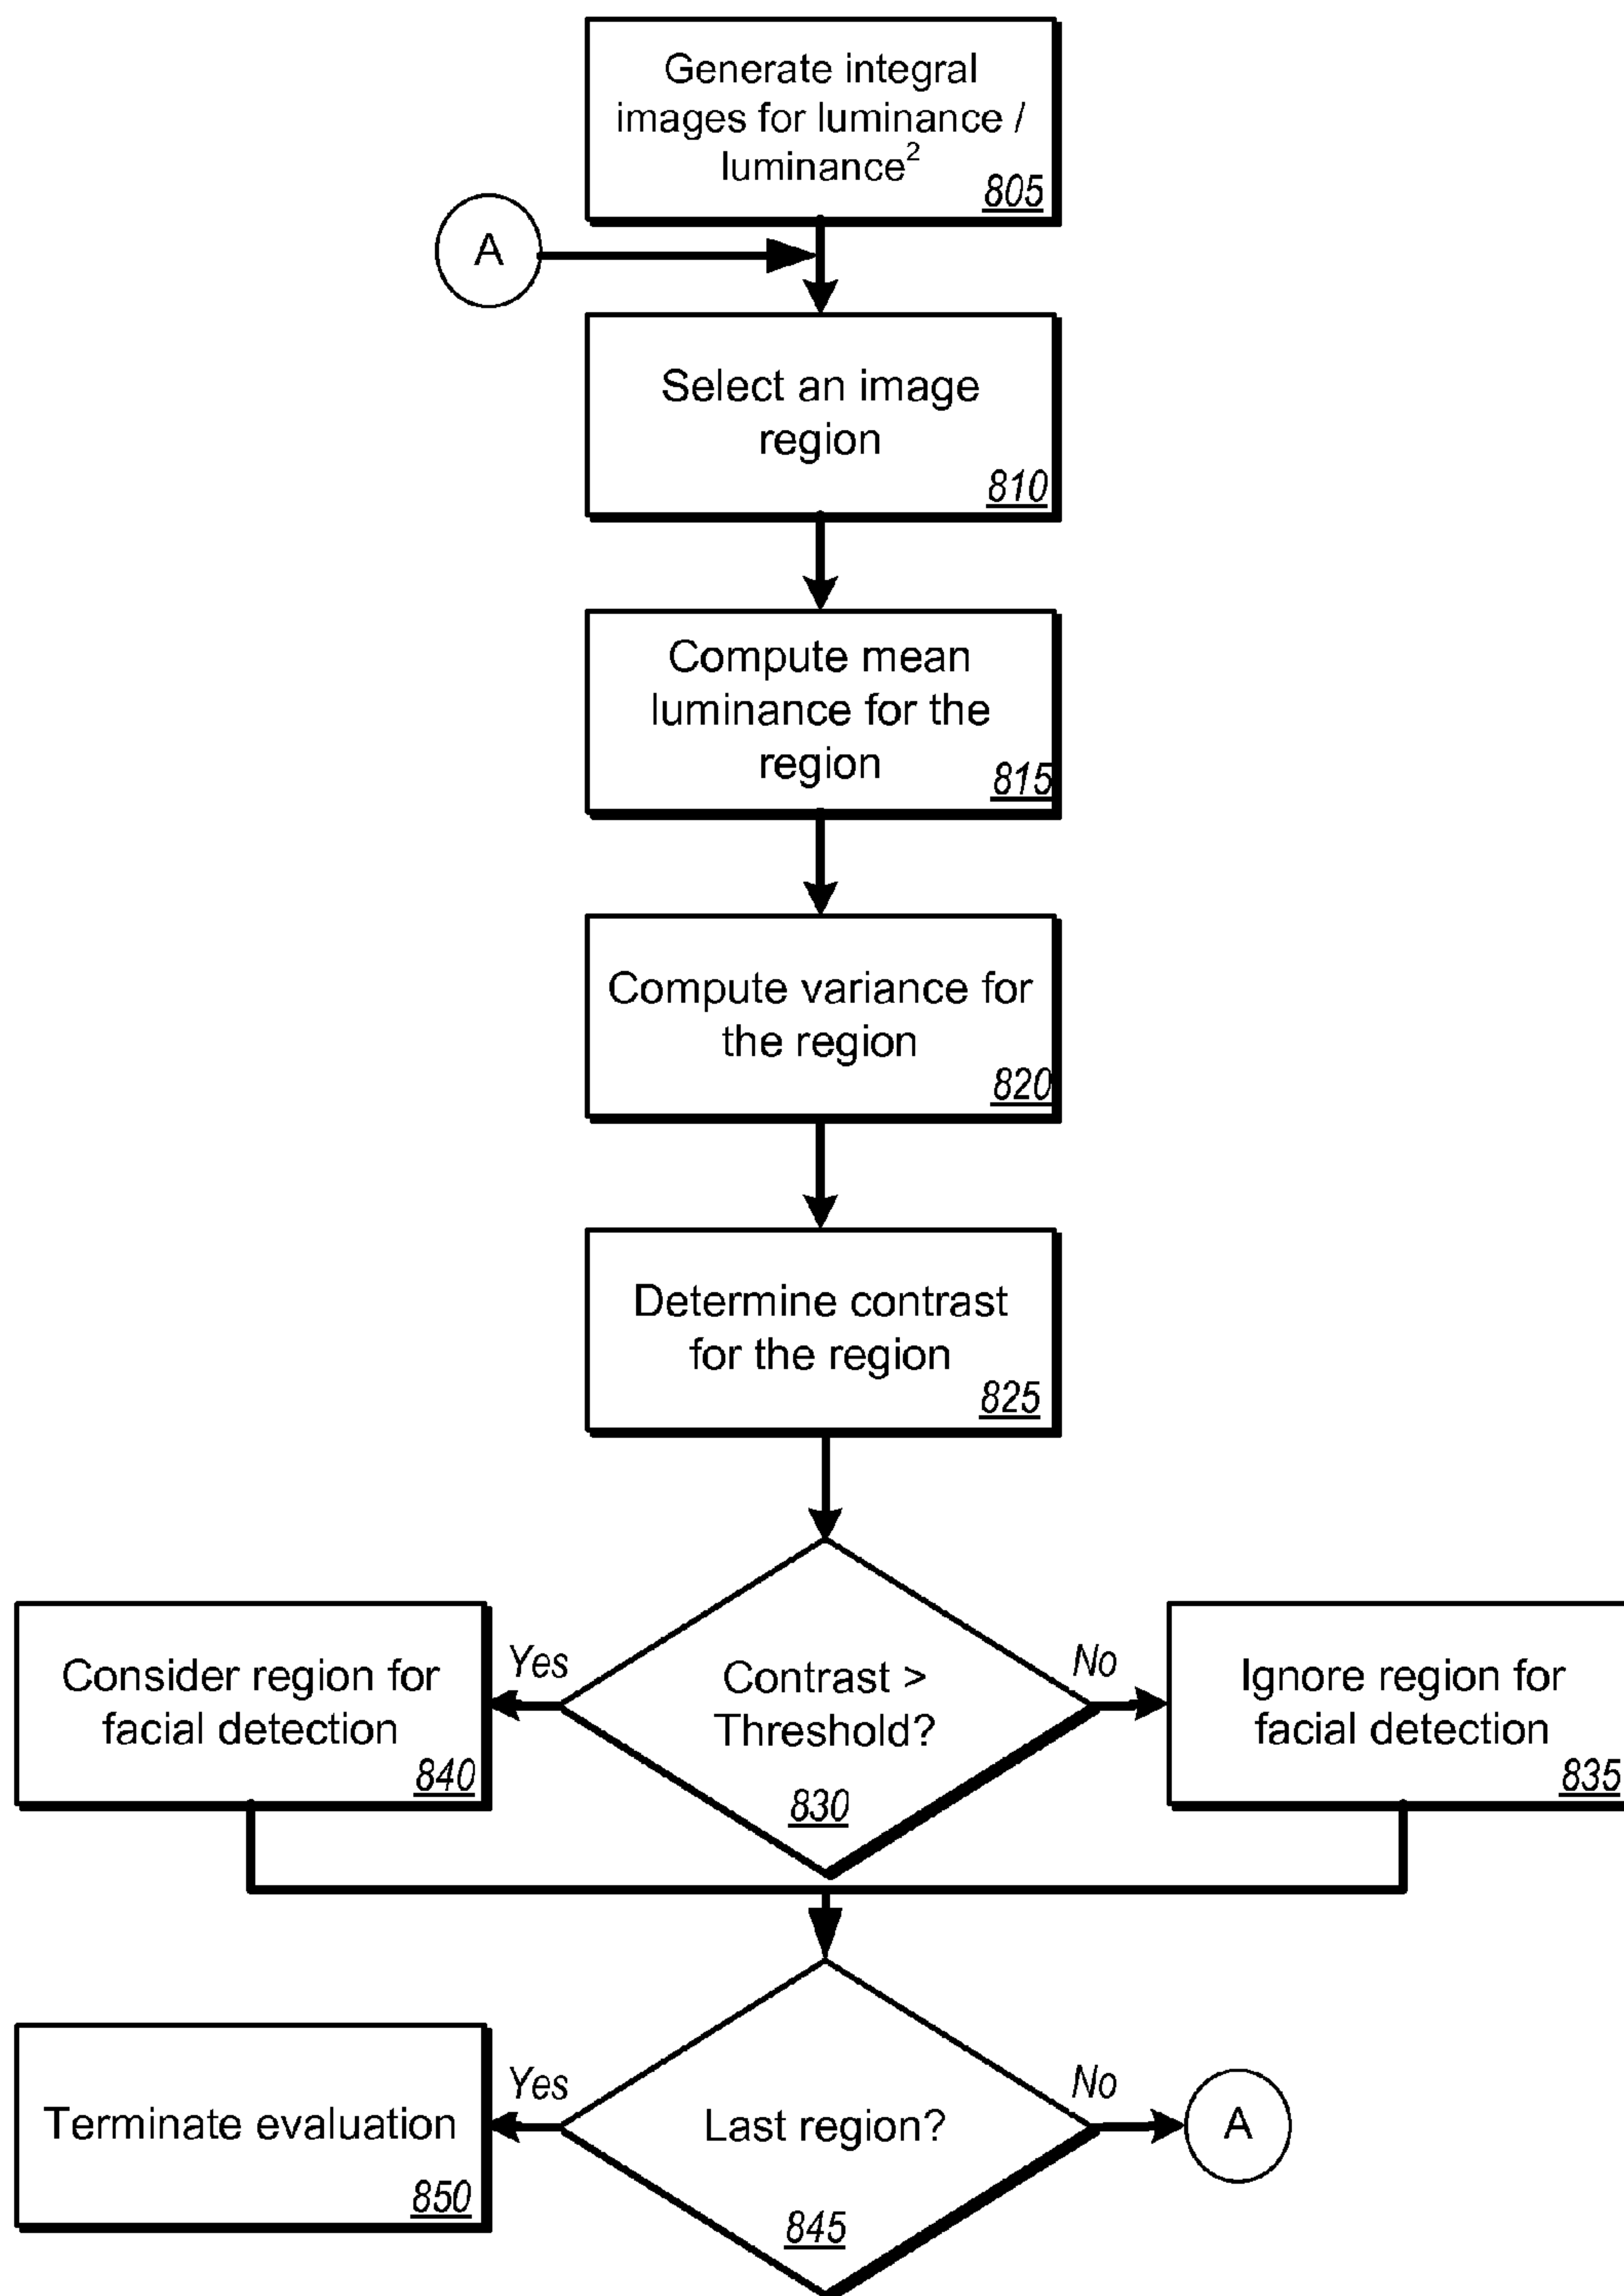 Generate integral
images for luminance /
luminance²
805
A
Select an image
region
810
Compute mean
luminance for the
region
815
Compute variance for
the region
820
Determine contrast
for the region
825
Contrast >
Threshold?
830
Yes
No
Consider region for
facial detection
840
Ignore region for
facial detection
835
Last region?
845
Yes
No
Terminate evaluation
850
A